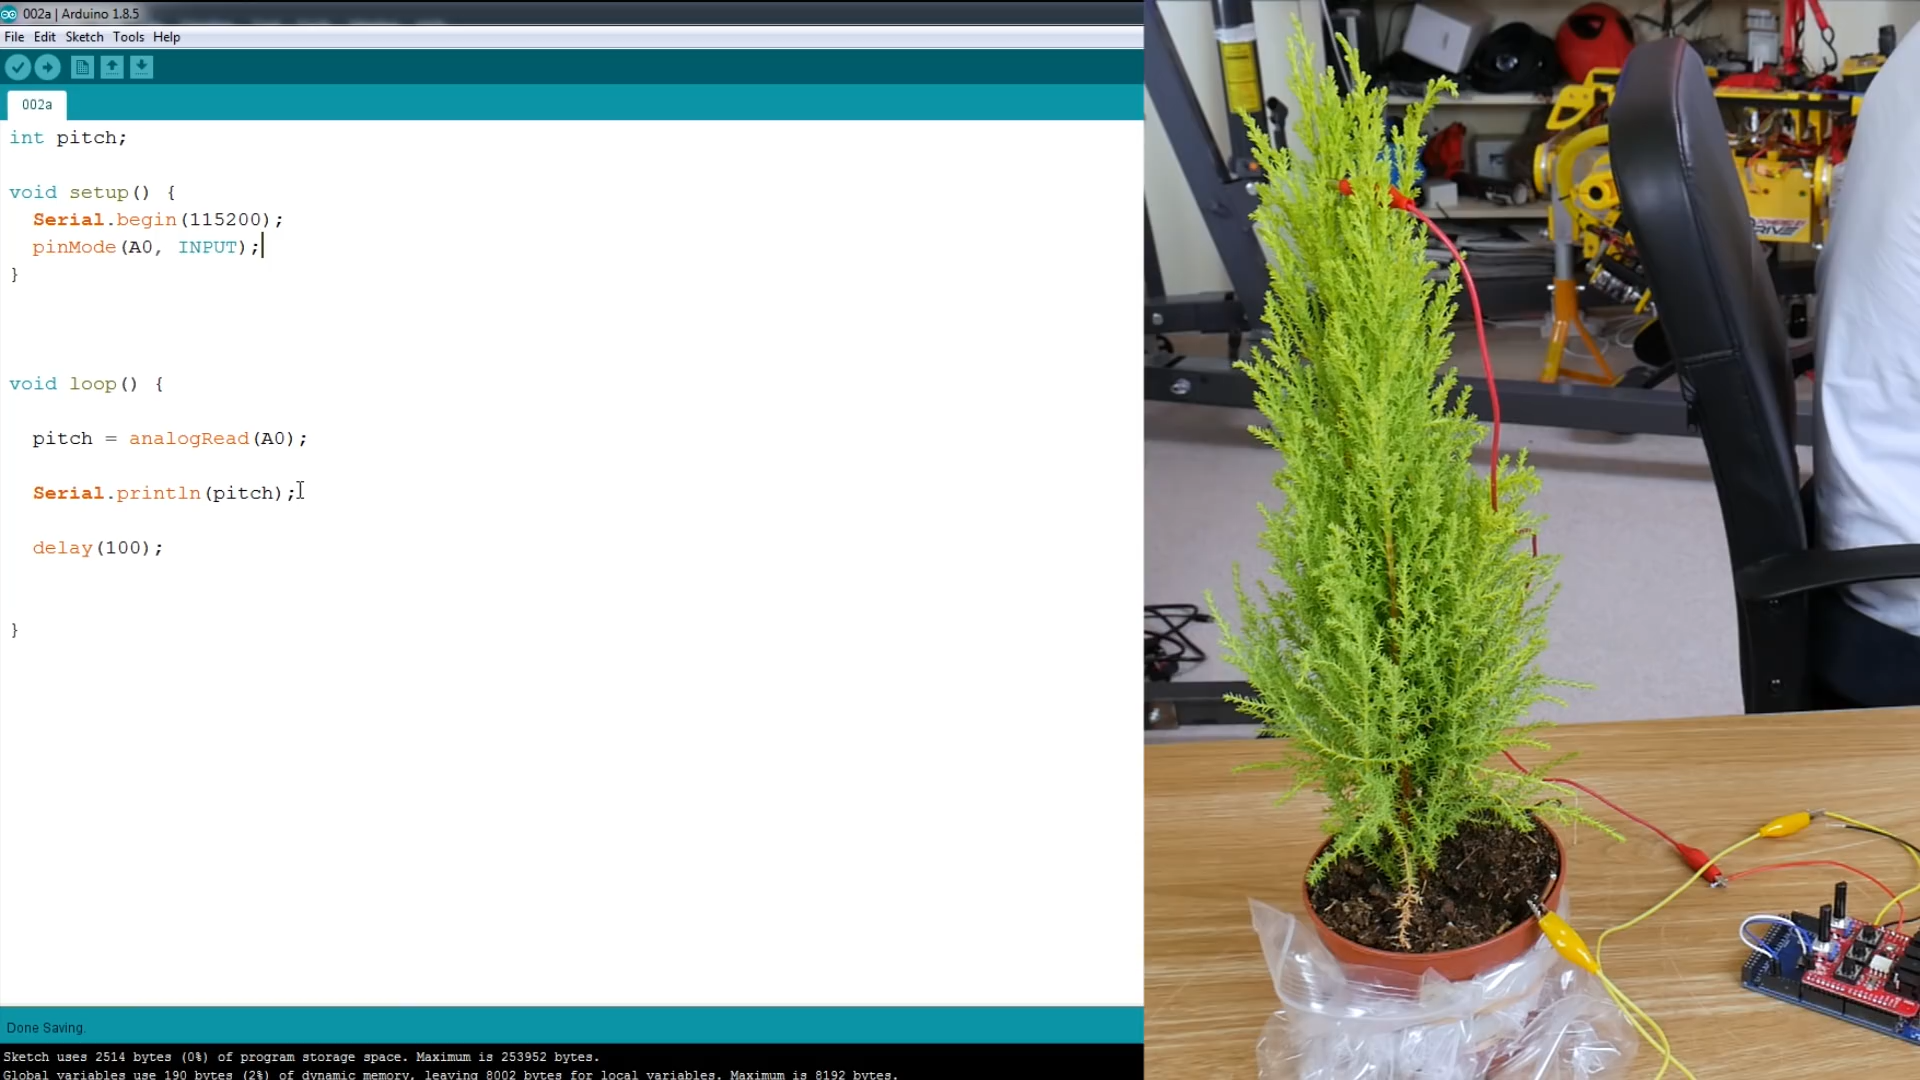 002a | Arduino 1.8.5
File Edit Sketch Tools Help
002a
int pitch;
void setup() {
Serial.begin(115200);
pinMode(A0, INPUT);
}
void loop() {
pitch = analogRead(A0);
Serial.println(pitch);
delay(100);
}
Done Saving.
Sketch uses 2514 bytes (0%) of program storage space. Maximum is 253952 bytes.
Global variables use 190 bytes (2%) of dynamic memory, leaving 8002 bytes for local variables. Maximum is 8192 bytes.